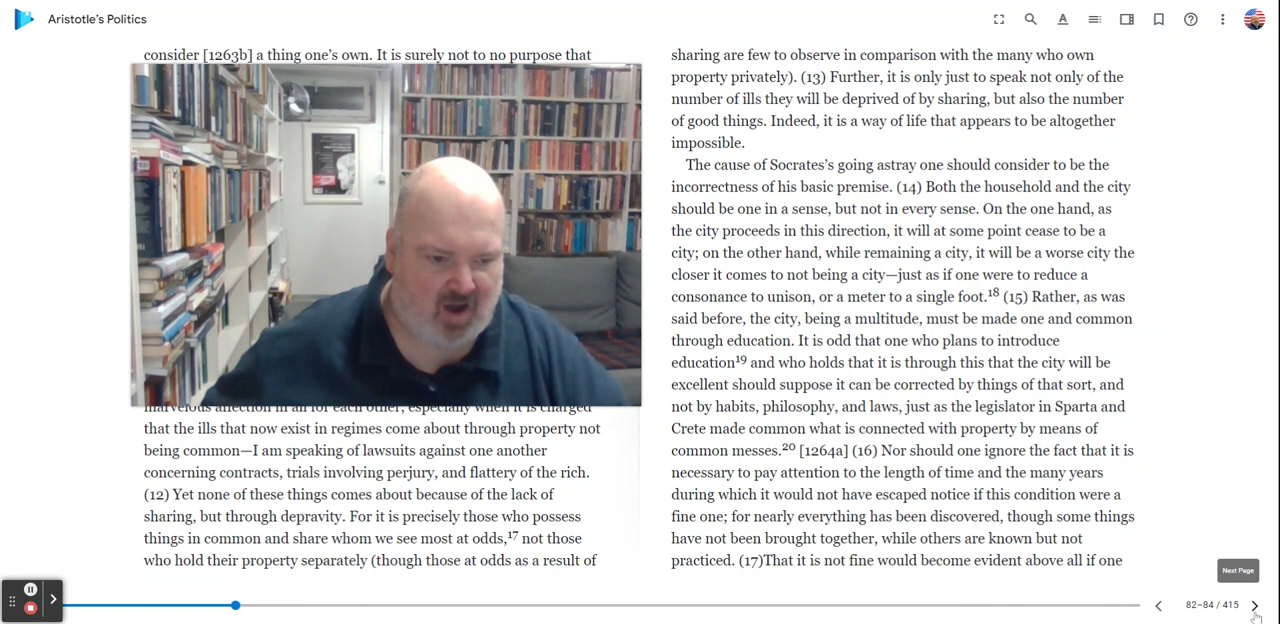 Aristotle's Politics
consider [1263b] a thing one's own. It is surely not to no purpose that
marvelous affection in all for each other, especially when it is charged
that the ills that now exist in regimes come about through property not
being common—I am speaking of lawsuits against one another
concerning contracts, trials involving perjury, and flattery of the rich.
(12) Yet none of these things comes about because of the lack of
sharing, but through depravity. For it is precisely those who possess
things in common and share whom we see most at odds,17 not those
who hold their property separately (though those at odds as a result of
sharing are few to observe in comparison with the many who own
property privately). (13) Further, it is only just to speak not only of the
number of ills they will be deprived of by sharing, but also the number
of good things. Indeed, it is a way of life that appears to be altogether
impossible.
The cause of Socrates's going astray one should consider to be the
incorrectness of his basic premise. (14) Both the household and the city
should be one in a sense, but not in every sense. On the one hand, as
the city proceeds in this direction, it will at some point cease to be a
city; on the other hand, while remaining a city, it will be a worse city the
closer it comes to not being a city—just as if one were to reduce a
consonance to unison, or a meter to a single foot.18 (15) Rather, as was
said before, the city, being a multitude, must be made one and common
through education. It is odd that one who plans to introduce
education19 and who holds that it is through this that the city will be
excellent should suppose it can be corrected by things of that sort, and
not by habits, philosophy, and laws, just as the legislator in Sparta and
Crete made common what is connected with property by means of
common messes.20 [1264a] (16) Nor should one ignore the fact that it is
necessary to pay attention to the length of time and the many years
during which it would not have escaped notice if this condition were a
fine one; for nearly everything has been discovered, though some things
have not been brought together, while others are known but not
practiced. (17)That it is not fine would become evident above all if one
Next Page
82–84 / 415